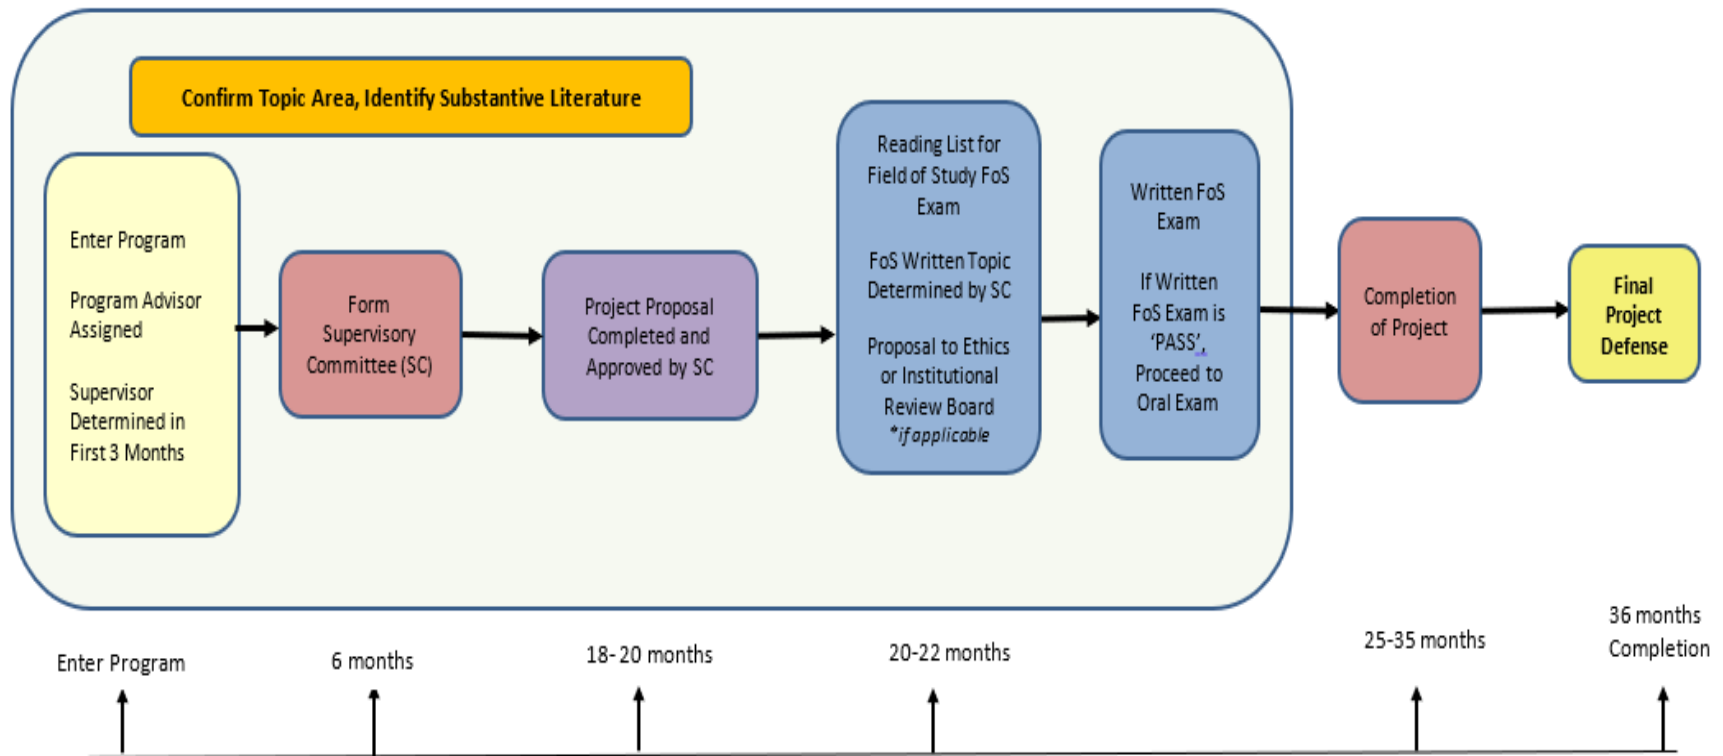 Confirm Topic Area, Identify Substantive Literature
Enter Program
Program Advisor
Assigned
Supervisor
Determined in
First 3 Months
Form
Supervisory
Committee (SC)
Project Proposal
Completed and
Approved by SC
Reading List for
Field of Study FoS
Exam
FoS Written Topic
Determined by SC
Proposal to Ethics
or Institutional
Review Board
*if applicable
Written FoS
Exam
If Written
FoS Exam is
‘PASS’,
Proceed to
Oral Exam
Completion
of Project
Final
Project
Defense
Enter Program
6 months
18- 20 months
20-22 months
25-35 months
36 months
Completion